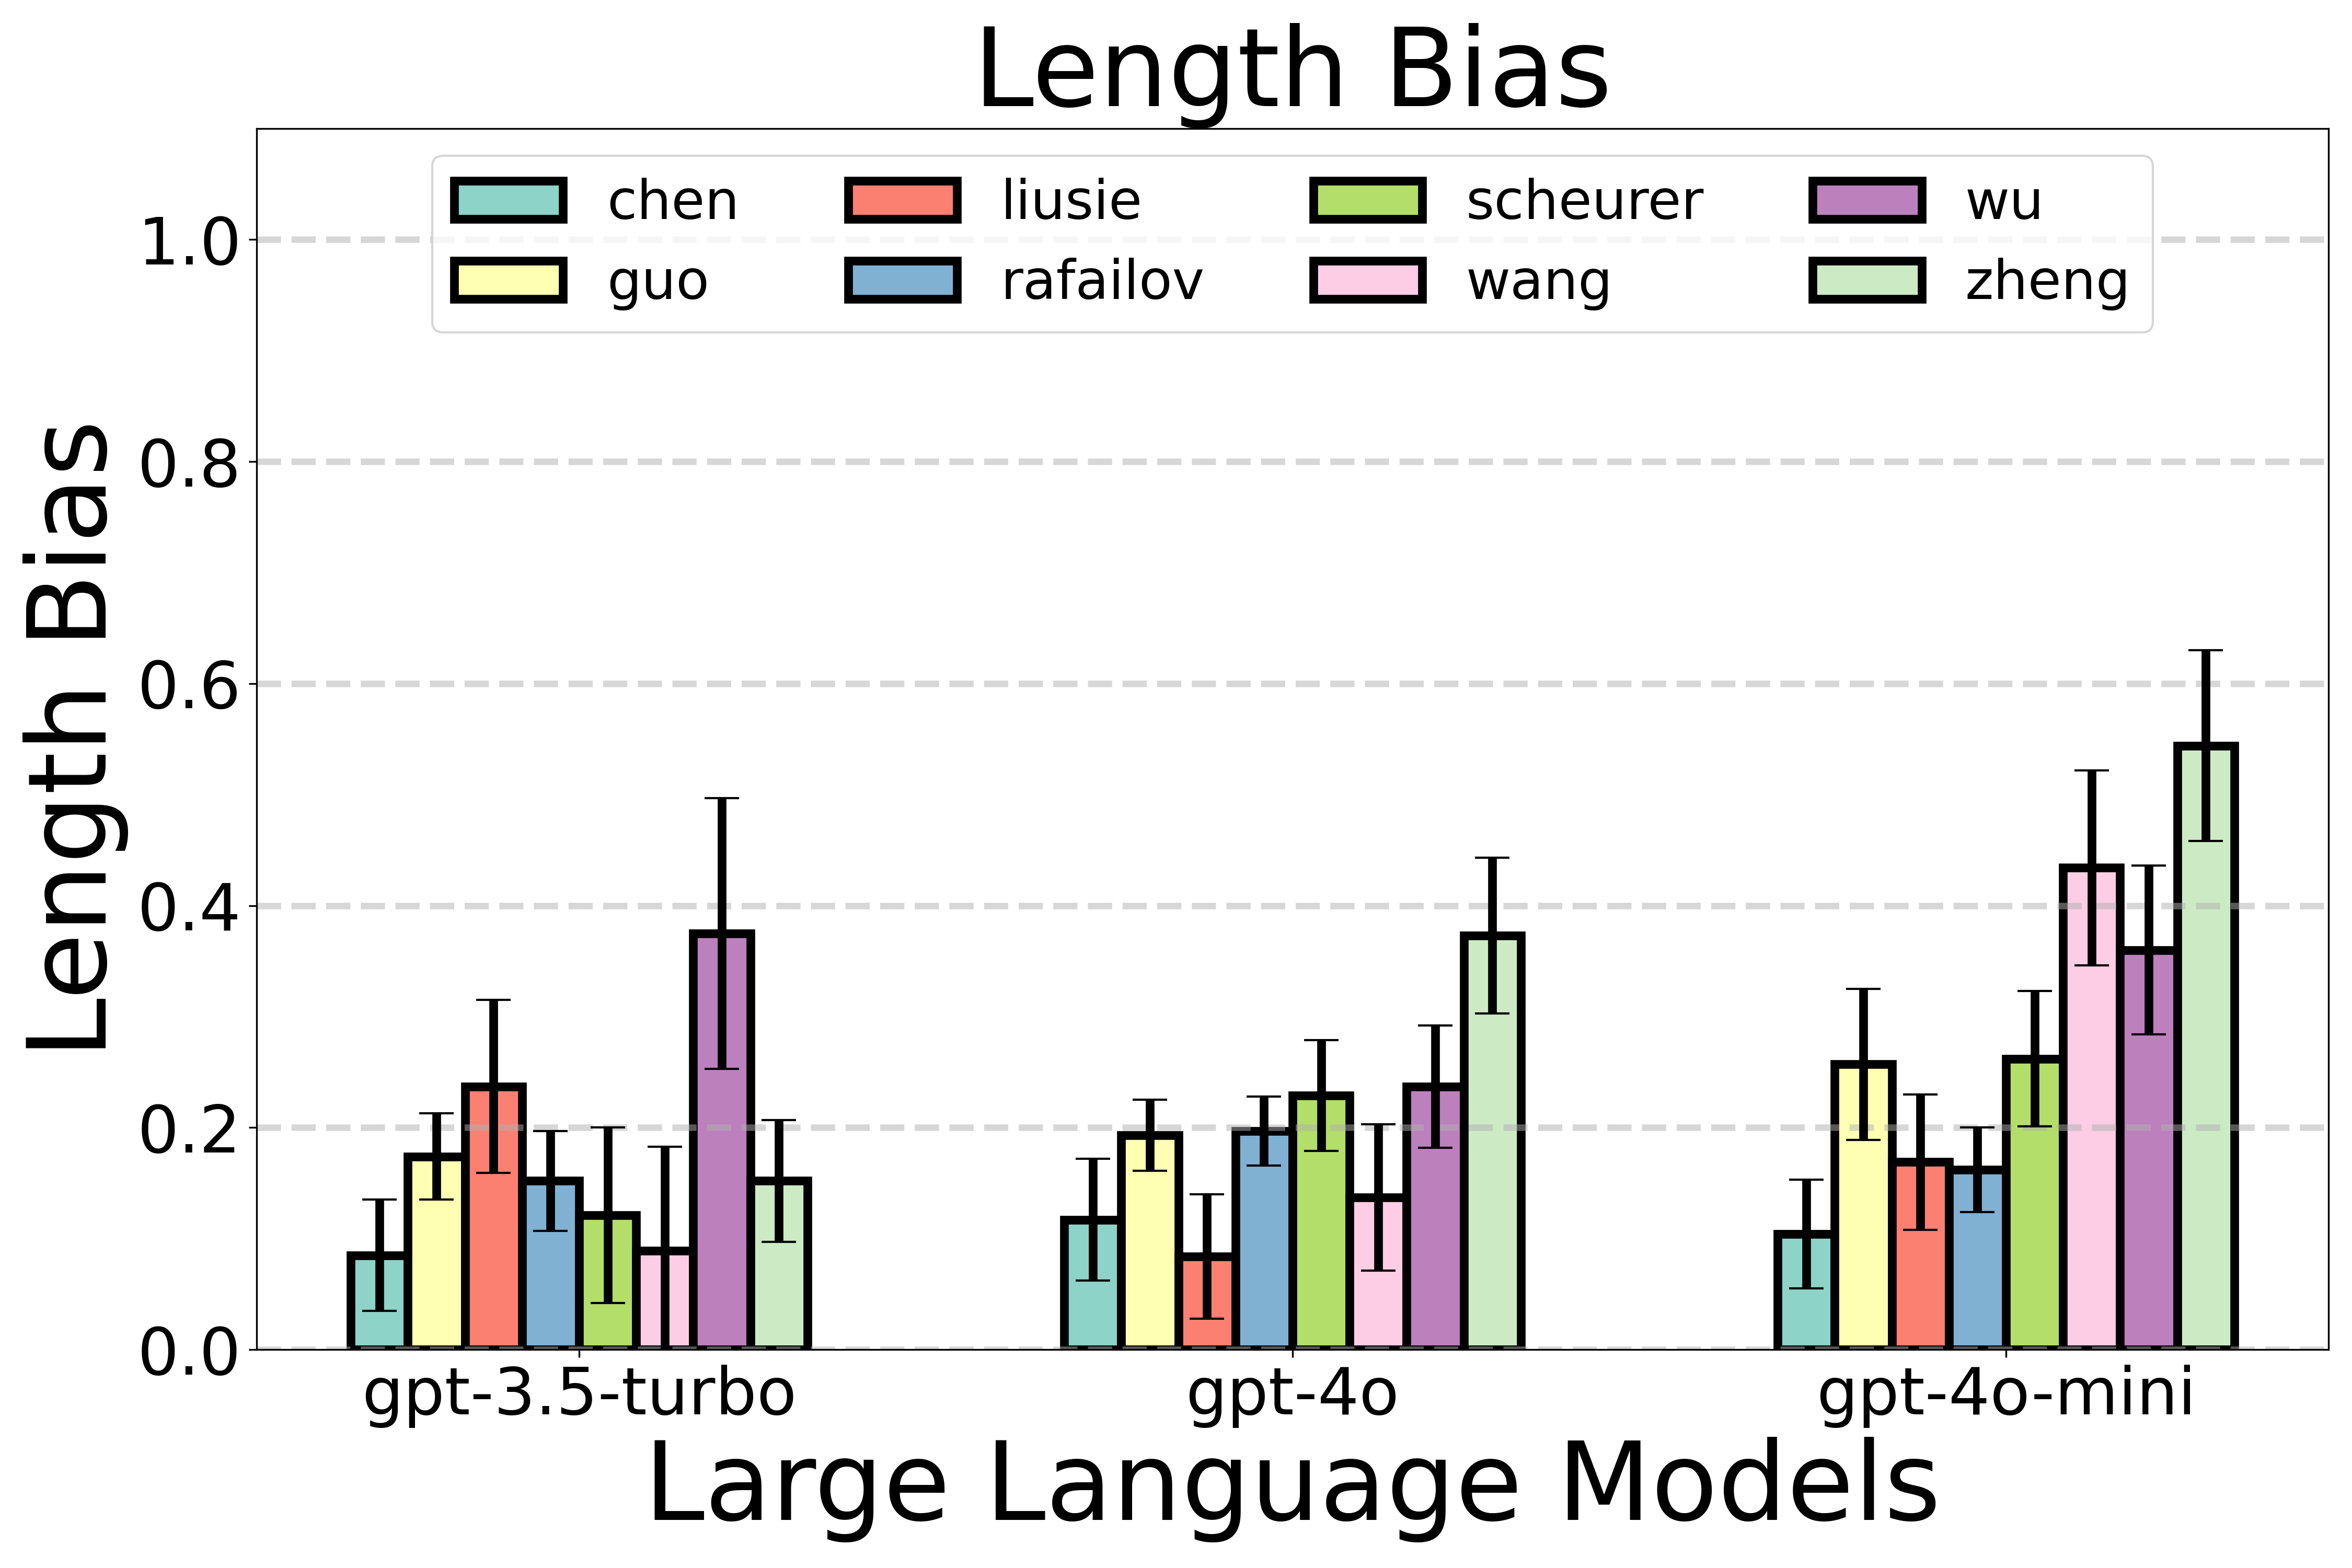 Length Bias
chen liusie scheurer wu
guo rafailov wang zheng
Length Bias
1.0
0.8
0.6
0.4
0.2
0.0
gpt-3.5-turbo gpt-4o gpt-4o-mini
Large Language Models